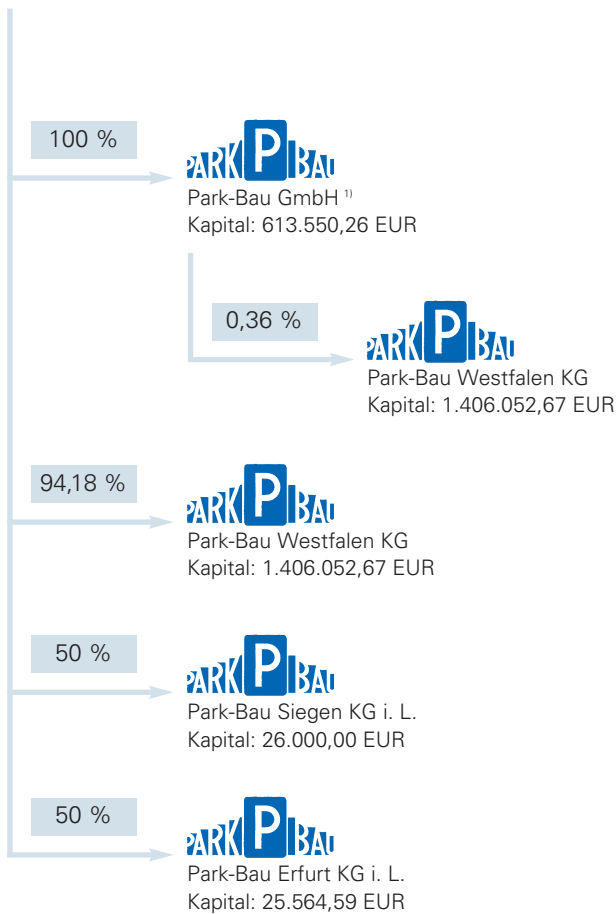 100 %
PARK P BAU
Park-Bau GmbH 1)
Kapital: 613.550,26 EUR
0,36 %
PARK P BAU
Park-Bau Westfalen KG
Kapital: 1.406.052,67 EUR
94,18 %
PARK P BAU
Park-Bau Westfalen KG
Kapital: 1.406.052,67 EUR
50 %
PARK P BAU
Park-Bau Siegen KG i. L.
Kapital: 26.000,00 EUR
50 %
PARK P BAU
Park-Bau Erfurt KG i. L.
Kapital: 25.564,59 EUR